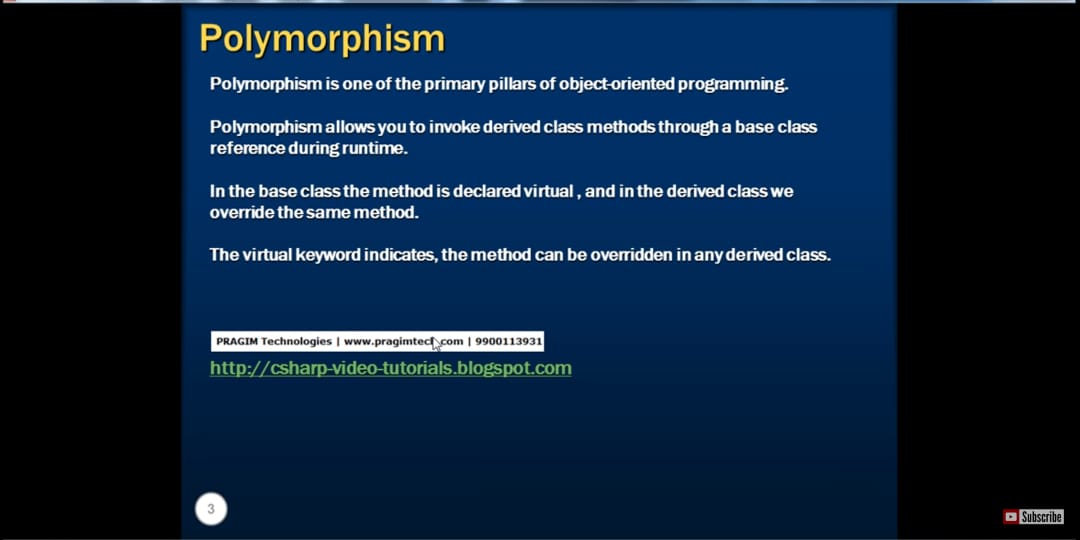 Polymorphism
Polymorphism is one of the primary pillars of object-oriented programming.
Polymorphism allows you to invoke derived class methods through a base class
reference during runtime.
In the base class the method is declared virtual , and in the derived class we
override the same method.
The virtual keyword indicates, the method can be overridden in any derived class.
PRAGIM Technologies | www.pragimtech.com | 9900113931
http://csharp-video-tutorials.blogspot.com
3
Subscribe